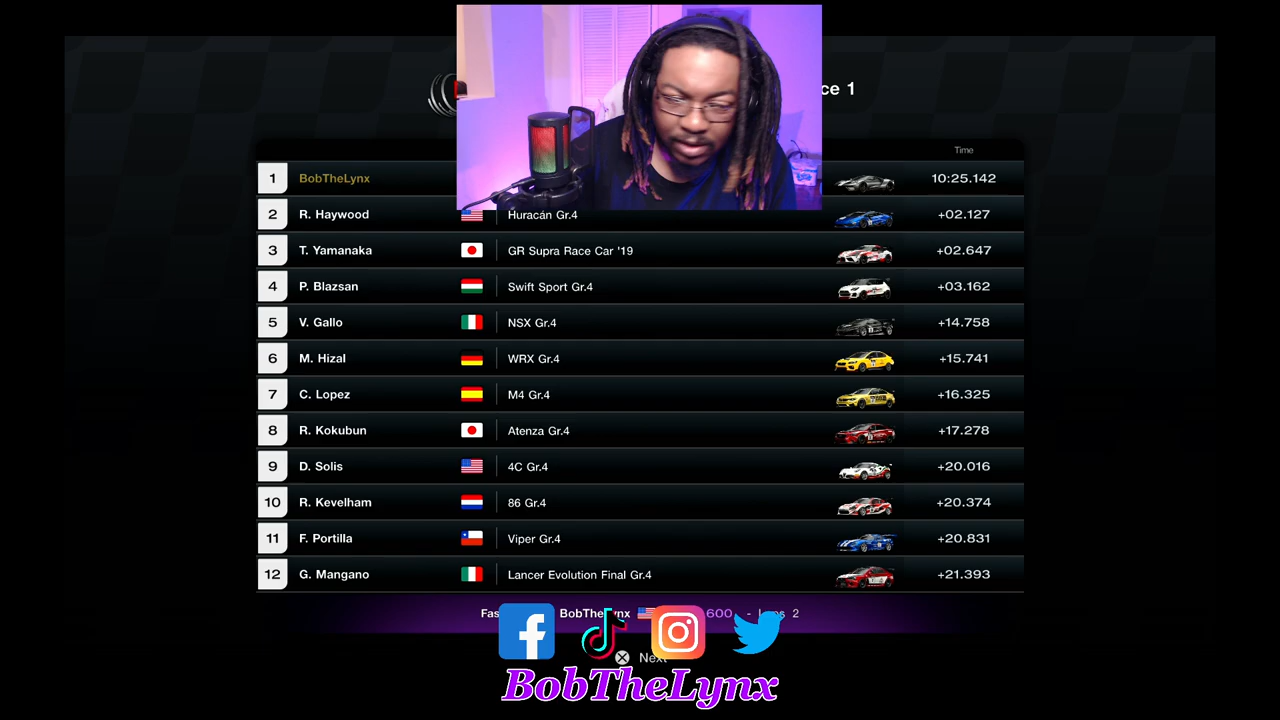 ce 1
Time
1 BobTheLynx 10:25.142
2 R. Haywood Huracán Gr.4 +02.127
3 T. Yamanaka GR Supra Race Car '19 +02.647
4 P. Blazsan Swift Sport Gr.4 +03.162
5 V. Gallo NSX Gr.4 +14.758
6 M. Hizal WRX Gr.4 +15.741
7 C. Lopez M4 Gr.4 +16.325
8 R. Kokubun Atenza Gr.4 +17.278
9 D. Solis 4C Gr.4 +20.016
10 R. Kevelham 86 Gr.4 +20.374
11 F. Portilla Viper Gr.4 +20.831
12 G. Mangano Lancer Evolution Final Gr.4 +21.393
Fas BobTheLynx 600 - Laps 2
Next
BobTheLynx